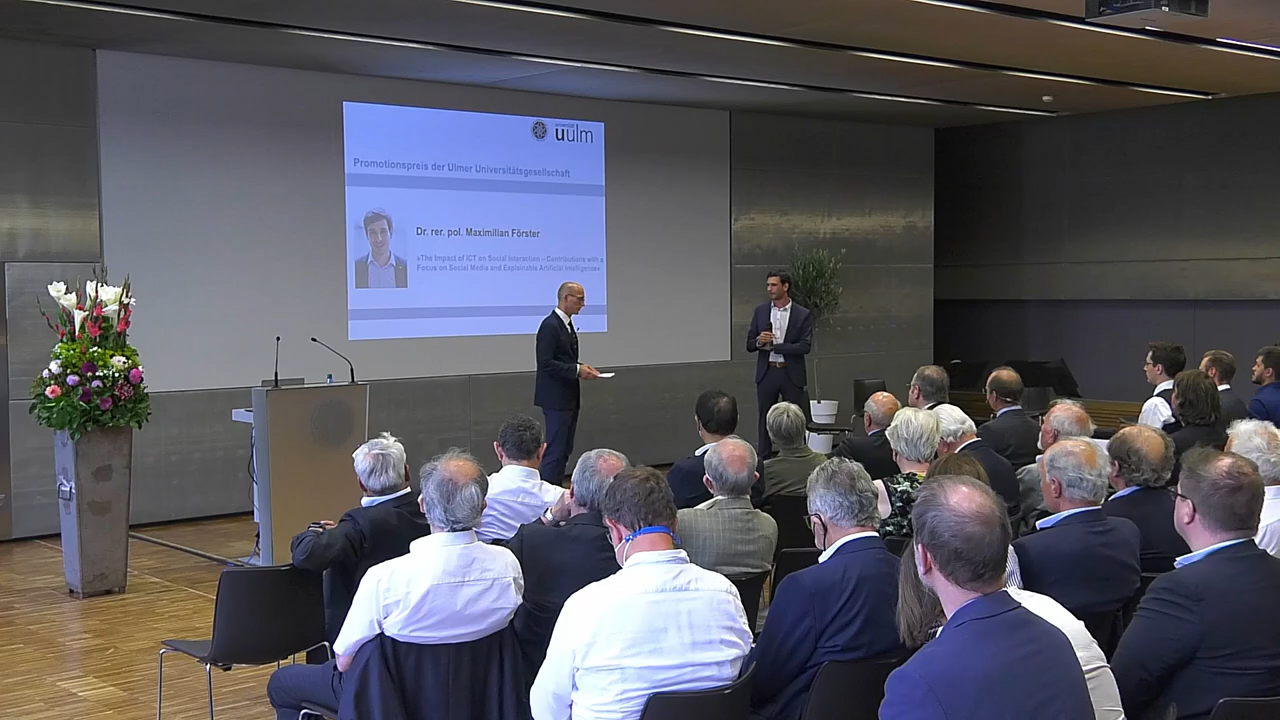 uulm
Promotionspreis der Ulmer Universitätsgesellschaft
Dr. rer. pol. Maximilian Förster
«The Impact of ICT on Social Interaction – Contributions with a
Focus on Social Media and Explainable Artificial Intelligence»